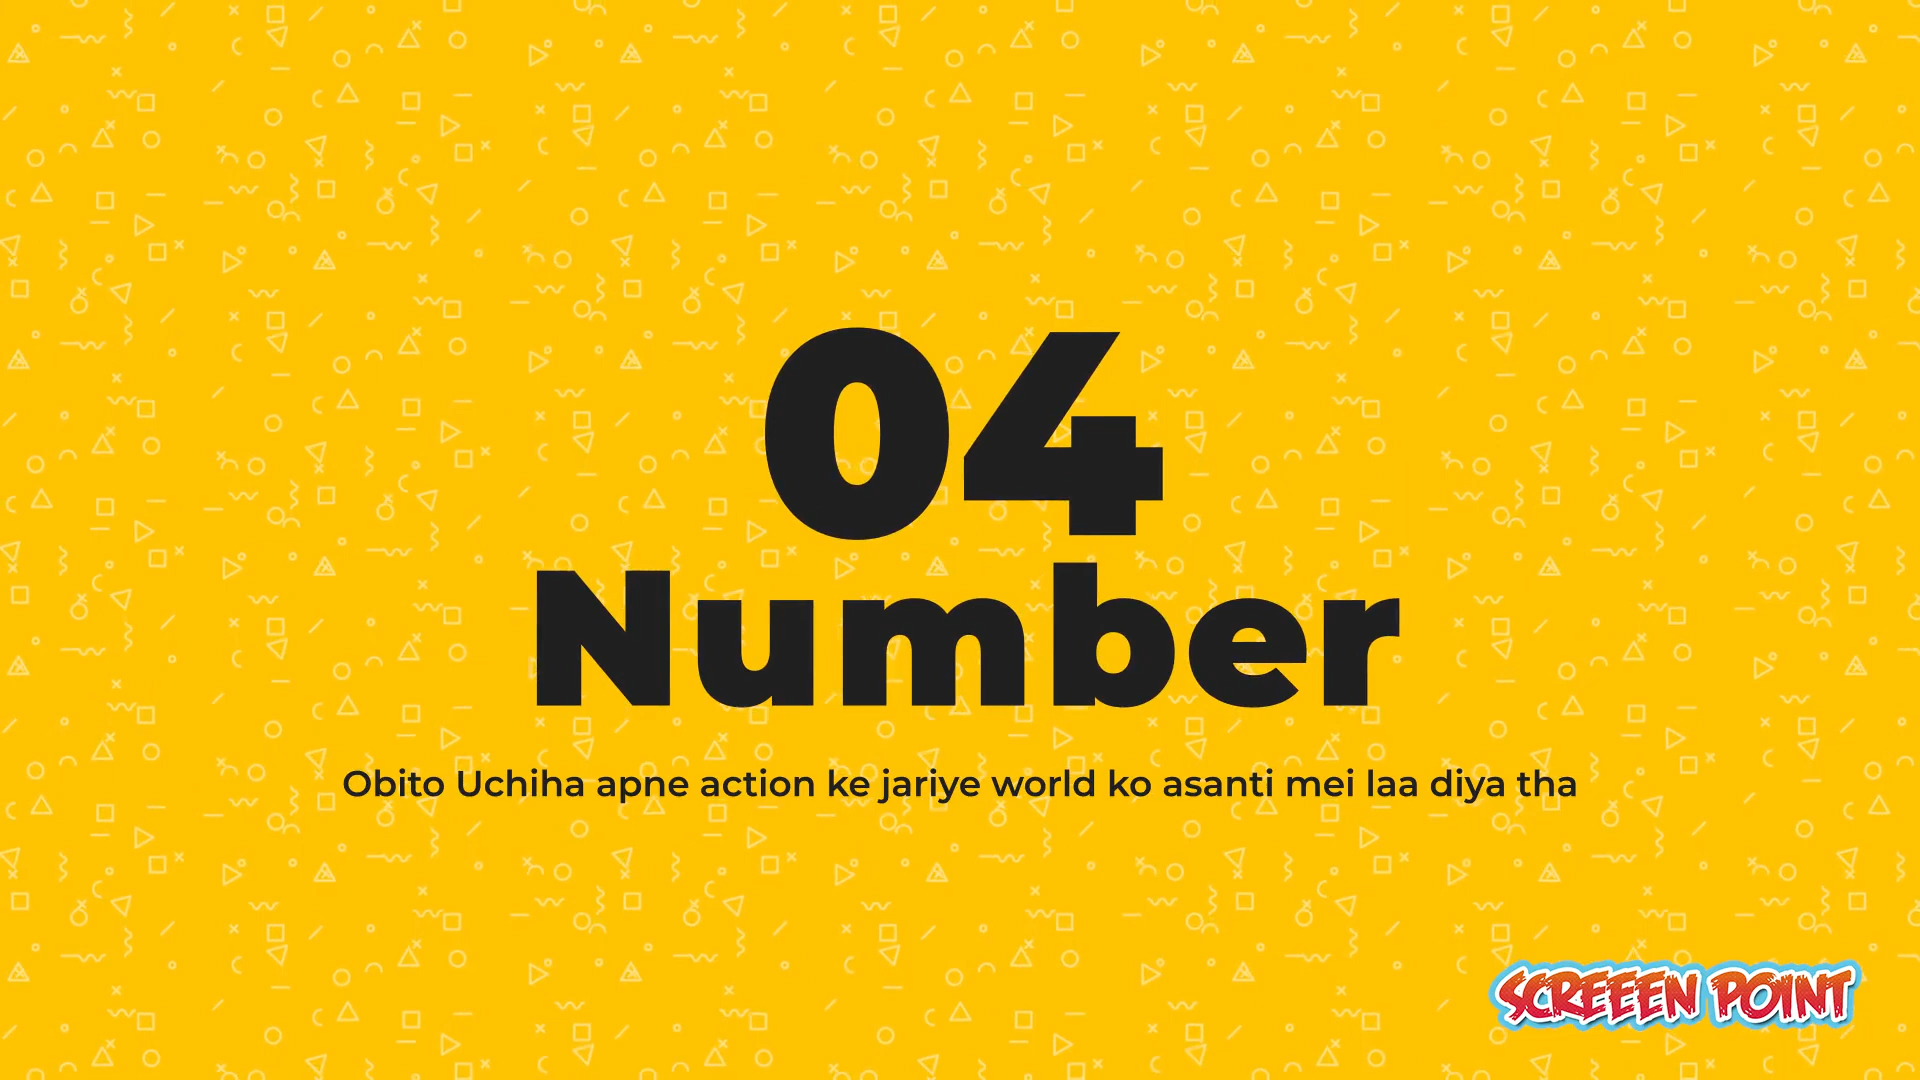 04
Number
Obito Uchiha apne action ke jariye world ko asanti mei laa diya tha
SCREEEN POINT